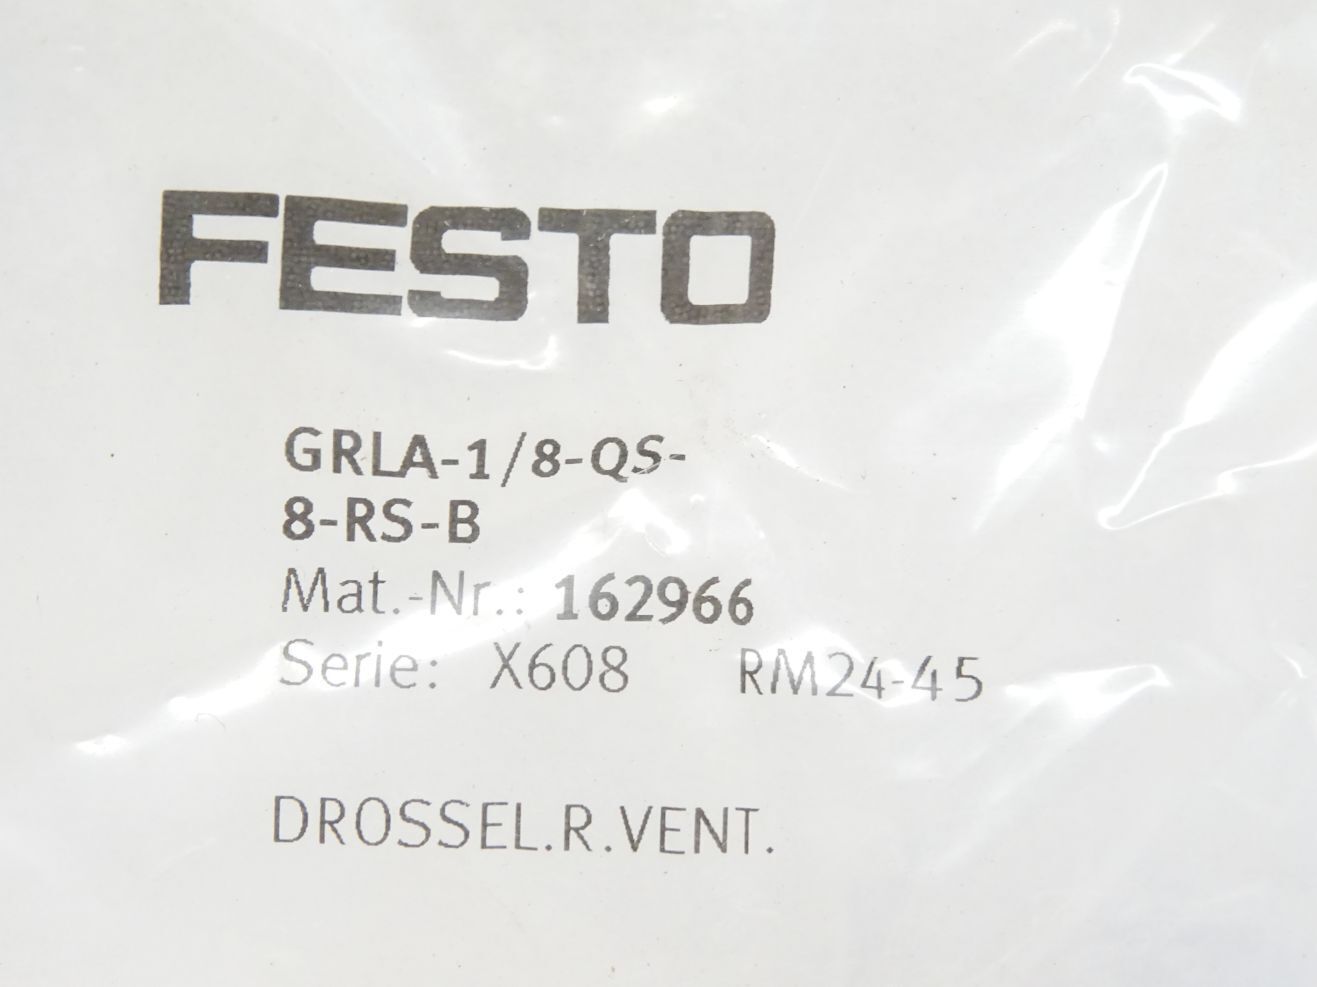 FESTO
GRLA-1/8-QS-
8-RS-B
Mat.-Nr.: 162966
Serie: X608 RM24-45
DROSSEL.R.VENT.